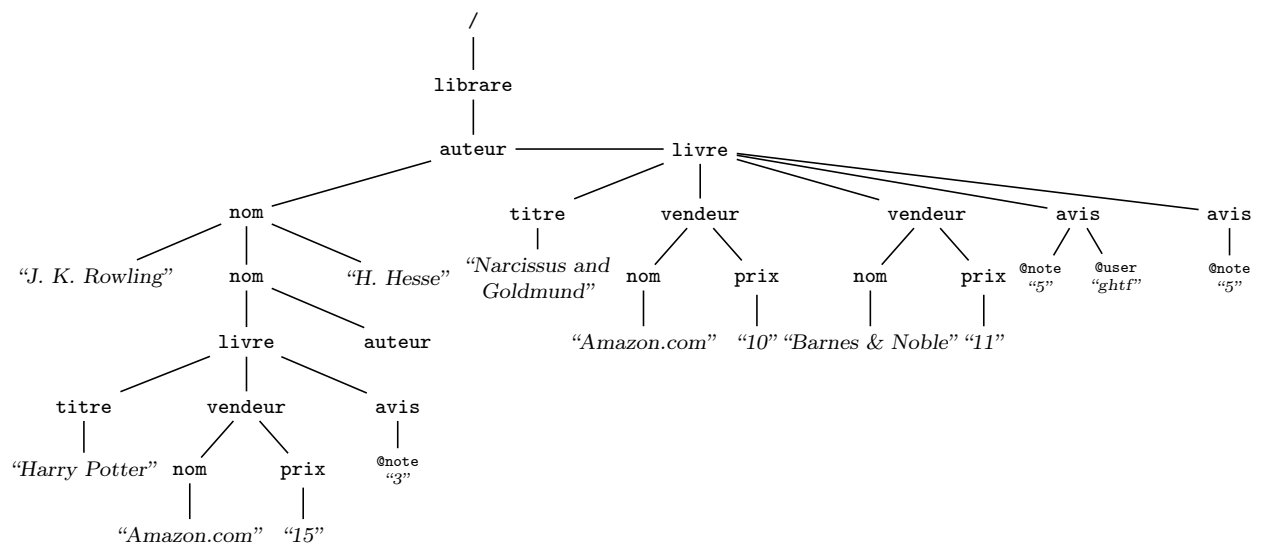 /
librare
auteur livre
nom titre vendeur vendeur avis avis
“J. K. Rowling” nom “H. Hesse” “Narcissus and Goldmund” nom prix nom prix @note “5” @user “ghtf” @note “5”
livre auteur “Amazon.com” “10” “Barnes & Noble” “11”
titre vendeur avis
“Harry Potter” nom prix @note “3”
“Amazon.com” “15”